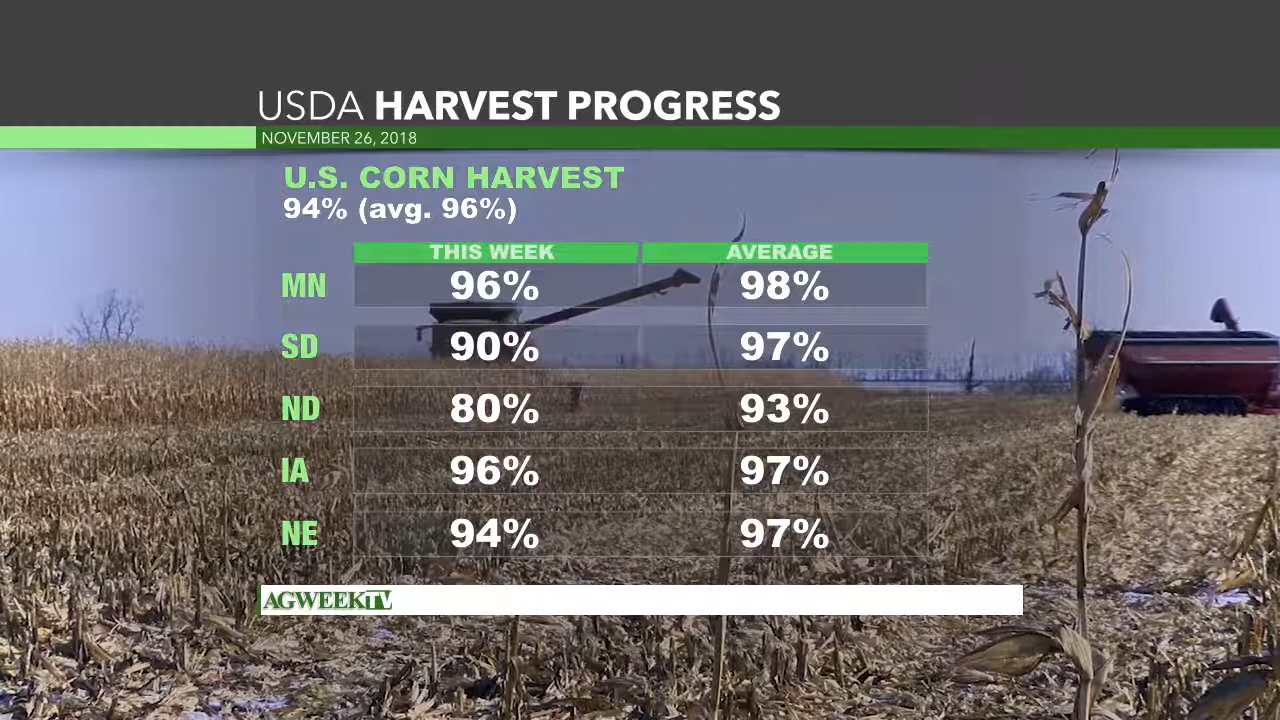 USDA HARVEST PROGRESS
NOVEMBER 26, 2018
U.S. CORN HARVEST
94% (avg. 96%)
THIS WEEK AVERAGE
MN 96% 98%
SD 90% 97%
ND 80% 93%
IA 96% 97%
NE 94% 97%
AGWEEKTV